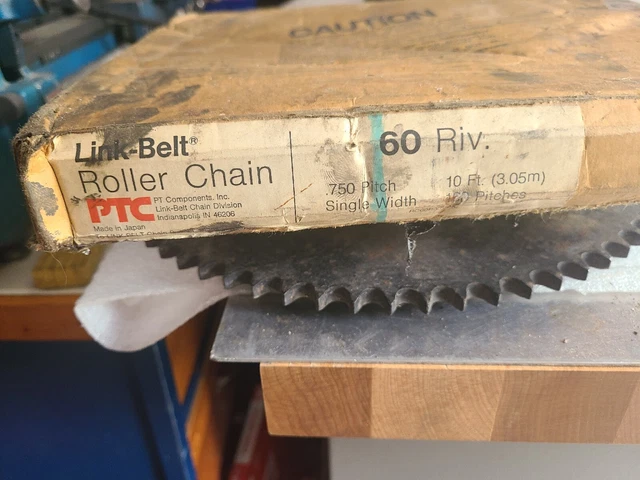 CAUTION
Link-Belt®
Roller Chain
PTC
PT Components, Inc.
Link-Belt Chain Division
Indianapolis, IN 46206
Made in Japan
60 Riv.
.750 Pitch
Single Width
10 Ft. (3.05m)
160 Pitches